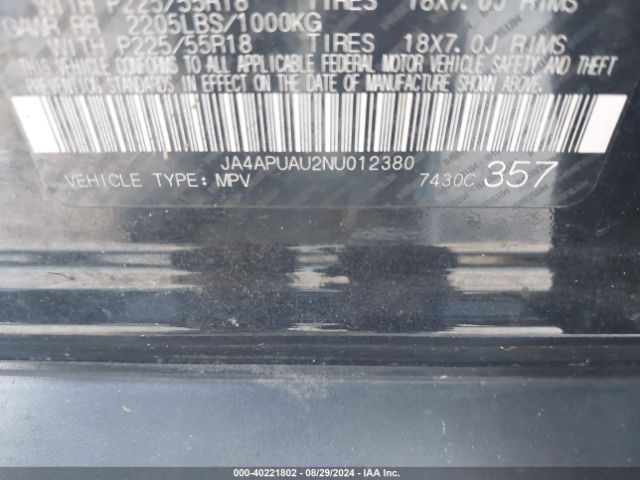 WITH P225/55R18 TIRES 18X7.0J RIMS
GAWR RR 2205LBS/1000KG
WITH P225/55R18 TIRES 18X7.0J RIMS
THIS VEHICLE CONFORMS TO ALL APPLICABLE FEDERAL MOTOR VEHICLE SAFETY AND THEFT
PREVENTION STANDARDS IN EFFECT ON THE DATE OF MANUFACTURE SHOWN ABOVE.
JA4APUAU2NU012380
VEHICLE TYPE: MPV 7430C 357
000-40221802 - 08/29/2024 - IAA Inc.